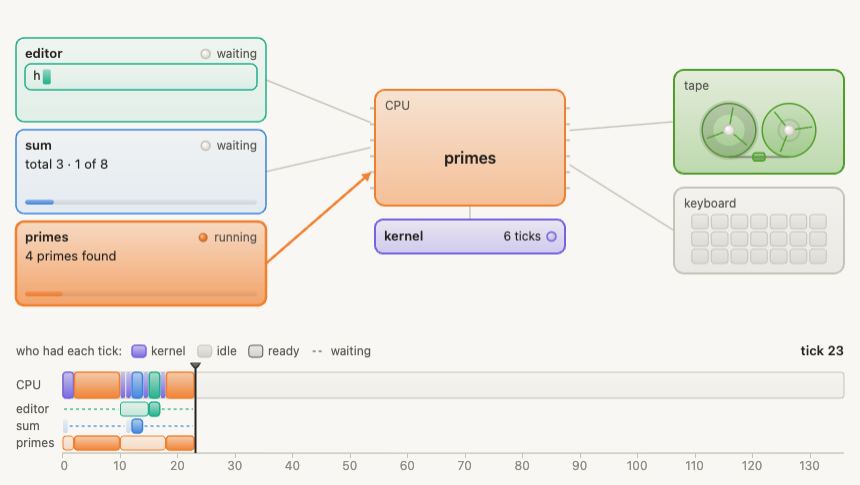 editor
waiting
h
sum
waiting
total 3 · 1 of 8
primes
running
4 primes found
CPU
primes
kernel
6 ticks
tape
keyboard
who had each tick: kernel idle ready waiting
tick 23
CPU
editor
sum
primes
0 10 20 30 40 50 60 70 80 90 100 110 120 130